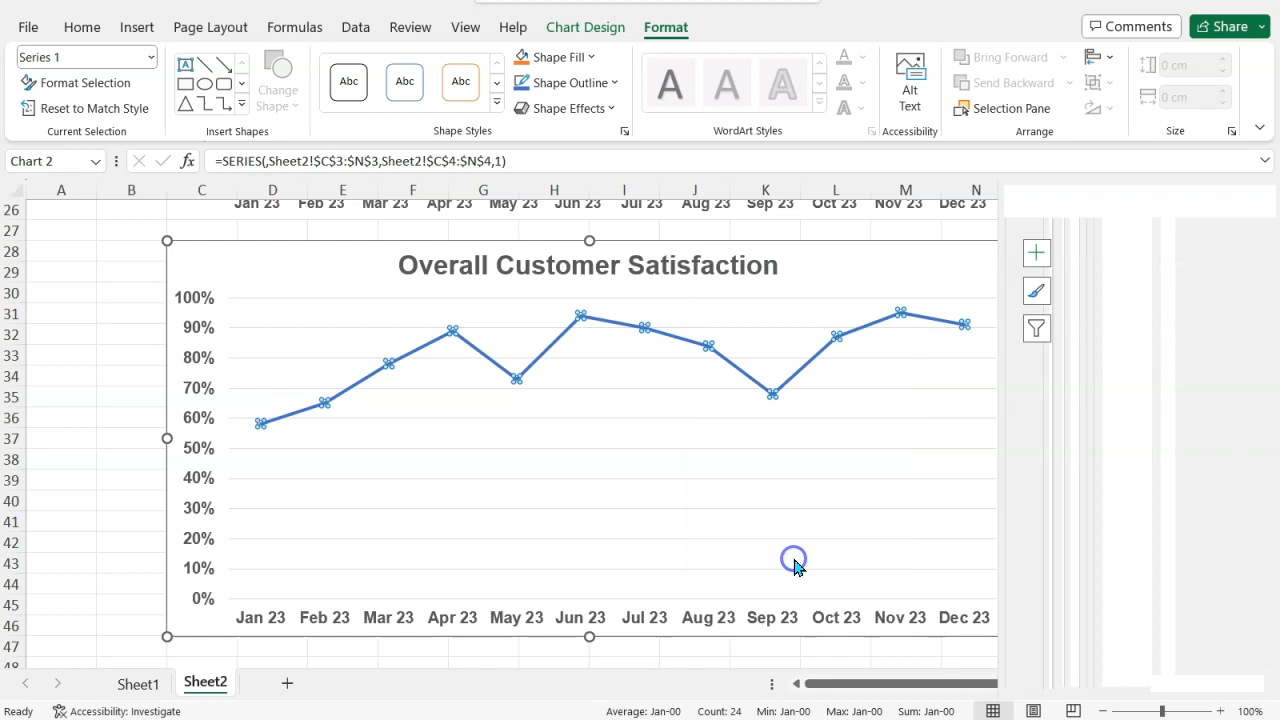 File Home Insert Page Layout Formulas Data Review View Help Chart Design Format Comments Share
Series 1
Format Selection
Reset to Match Style
Current Selection
Change
Shape
Insert Shapes
Abc Abc Abc
Shape Fill
Shape Outline
Shape Effects
Shape Styles
A A A
WordArt Styles
Alt
Text
Accessibility
Bring Forward
Send Backward
Selection Pane
Arrange
0 cm
0 cm
Size
Chart 2 fx =SERIES(,Sheet2!$C$3:$N$3,Sheet2!$C$4:$N$4,1)
A B C D E F G H I J K L M N
26 Jan 23 Feb 23 Mar 23 Apr 23 May 23 Jun 23 Jul 23 Aug 23 Sep 23 Oct 23 Nov 23 Dec 23
27
28
29
30
31
32
33
34
35
36
37
38
39
40
41
42
43
44
45
46
47
48
Overall Customer Satisfaction
100%
90%
80%
70%
60%
50%
40%
30%
20%
10%
0%
Jan 23 Feb 23 Mar 23 Apr 23 May 23 Jun 23 Jul 23 Aug 23 Sep 23 Oct 23 Nov 23 Dec 23
Sheet1 Sheet2
Ready Accessibility: Investigate Average: Jan-00 Count: 24 Min: Jan-00 Max: Jan-00 Sum: Jan-00 100%